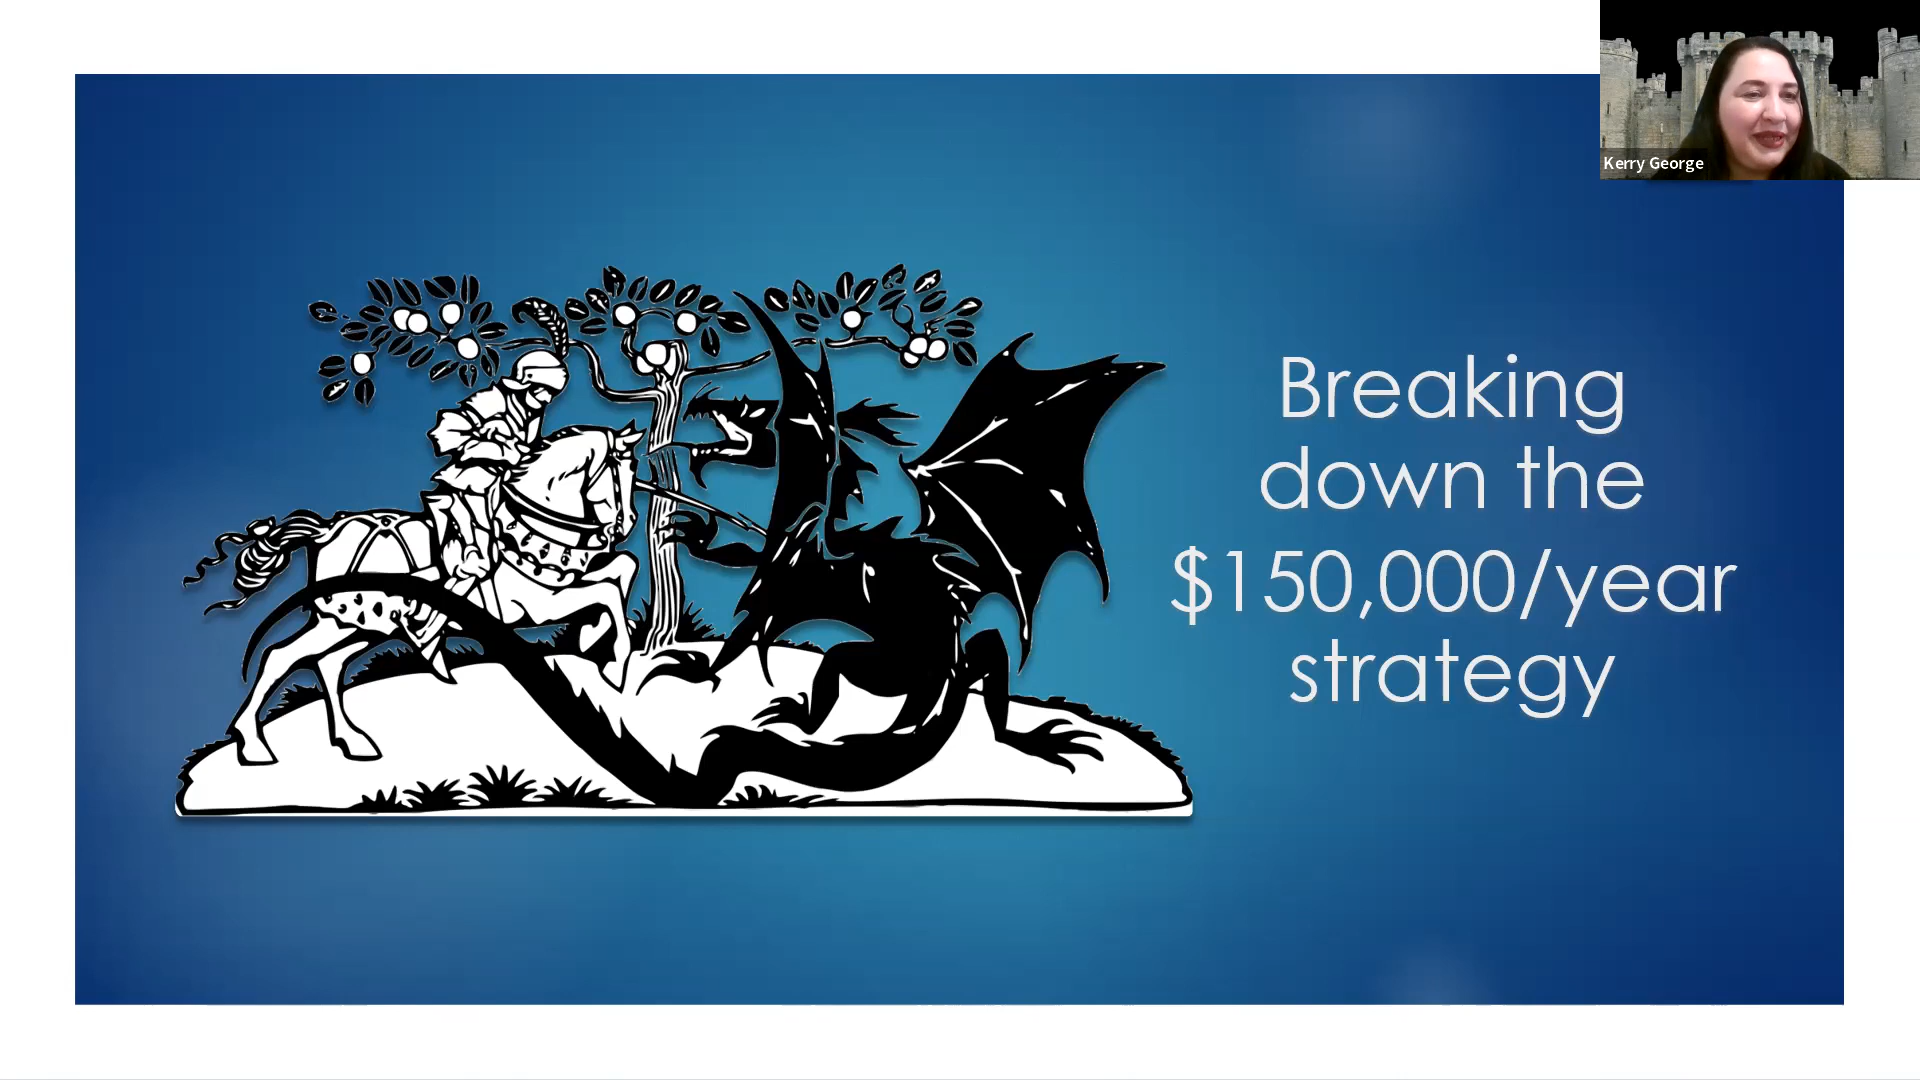 Kerry George
Breaking
down the
$150,000/year
strategy